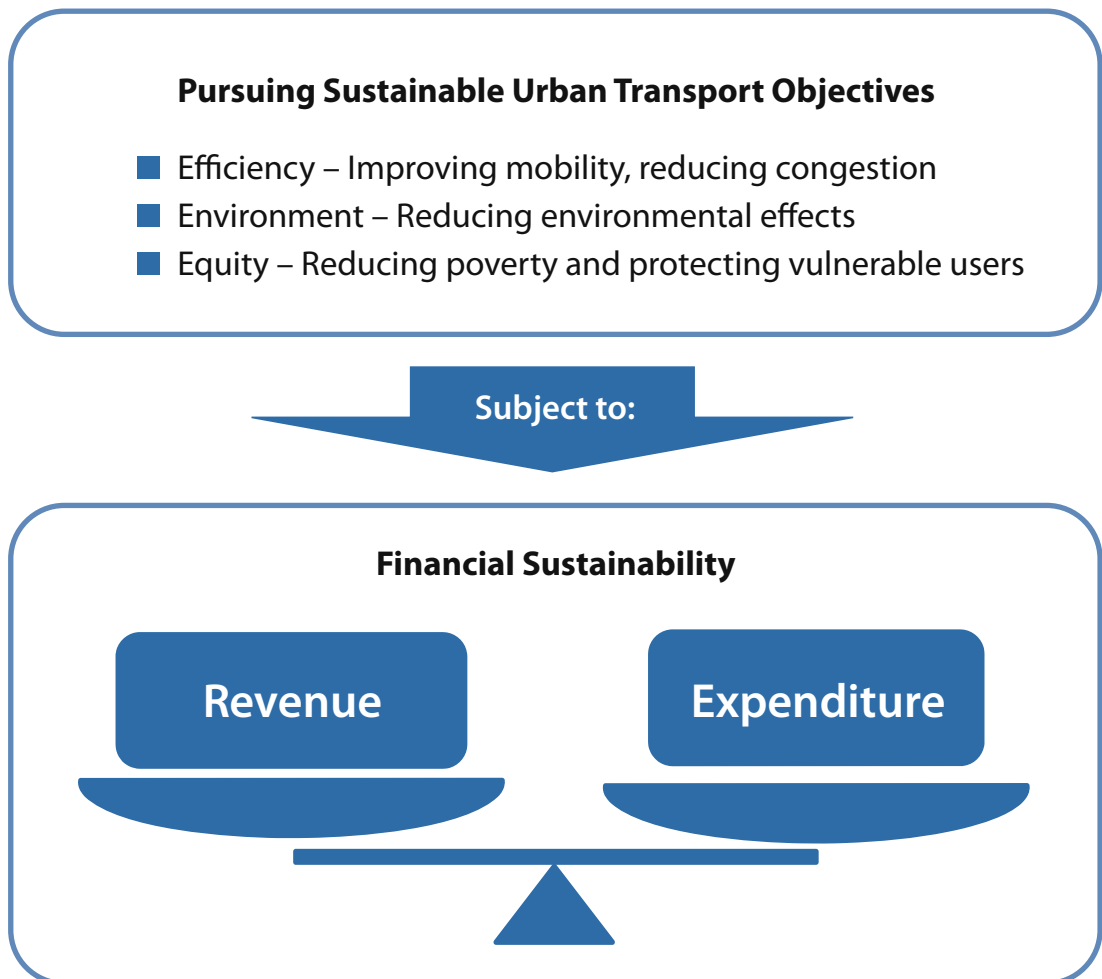 Pursuing Sustainable Urban Transport Objectives
Efficiency – Improving mobility, reducing congestion
Environment – Reducing environmental effects
Equity – Reducing poverty and protecting vulnerable users
Subject to:
Financial Sustainability
Revenue
Expenditure